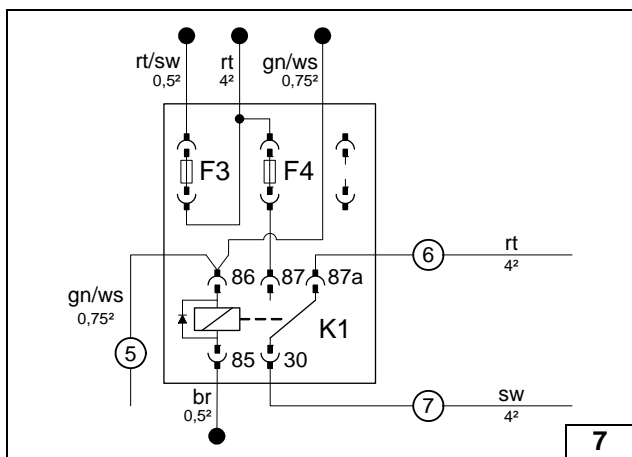 rt/sw
0,5²
rt
4²
gn/ws
0,75²
F3
F4
86
87
87a
6
rt
4²
gn/ws
0,75²
5
K1
85
30
br
0,5²
7
sw
4²
7